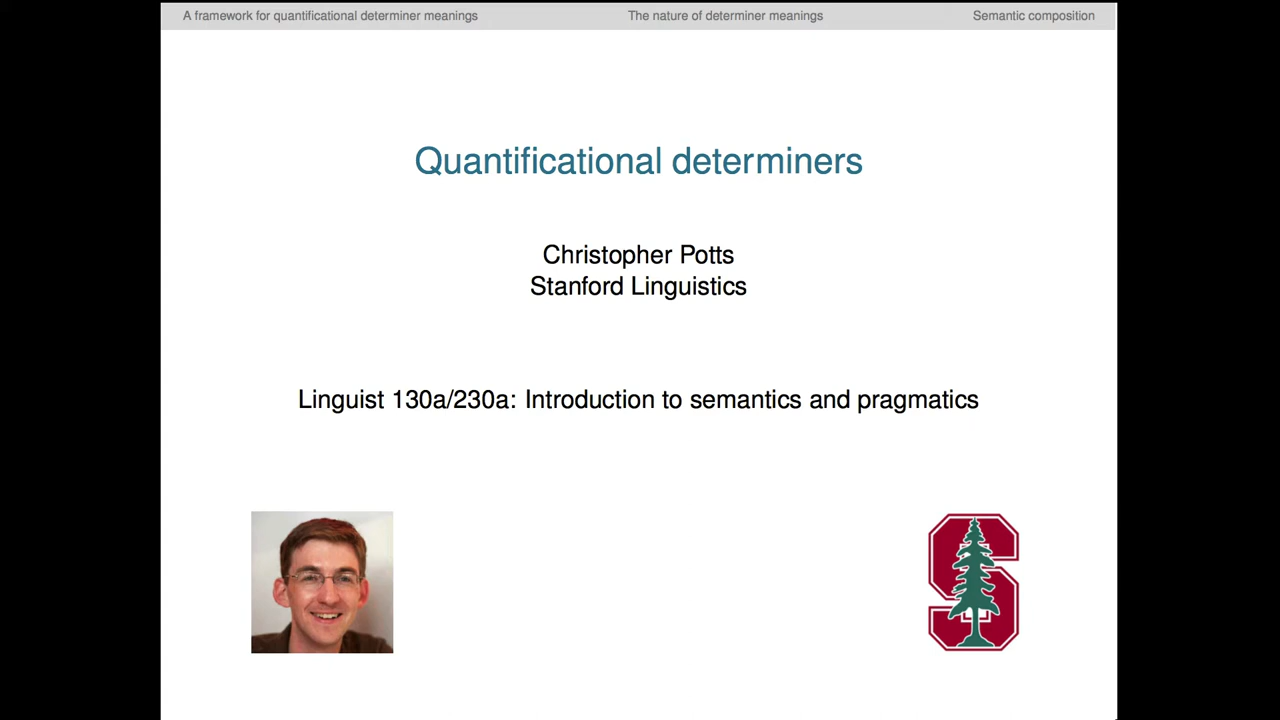 A framework for quantificational determiner meanings The nature of determiner meanings Semantic composition
Quantificational determiners
Christopher Potts
Stanford Linguistics
Linguist 130a/230a: Introduction to semantics and pragmatics
S